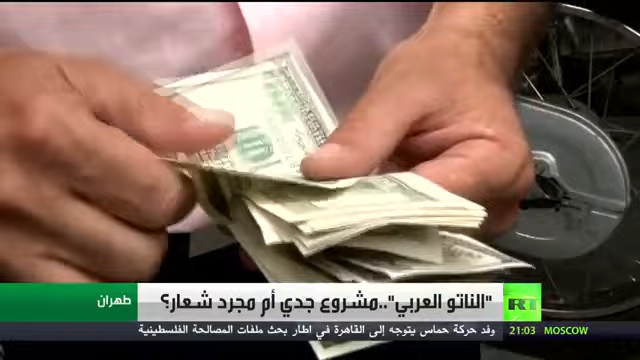 100
طهران
"الناتو العربي"..مشروع جدي أم مجرد شعار؟
RT
وفد حركة حماس يتوجه إلى القاهرة في اطار بحث ملفات المصالحة الفلسطينية
21:03 MOSCOW